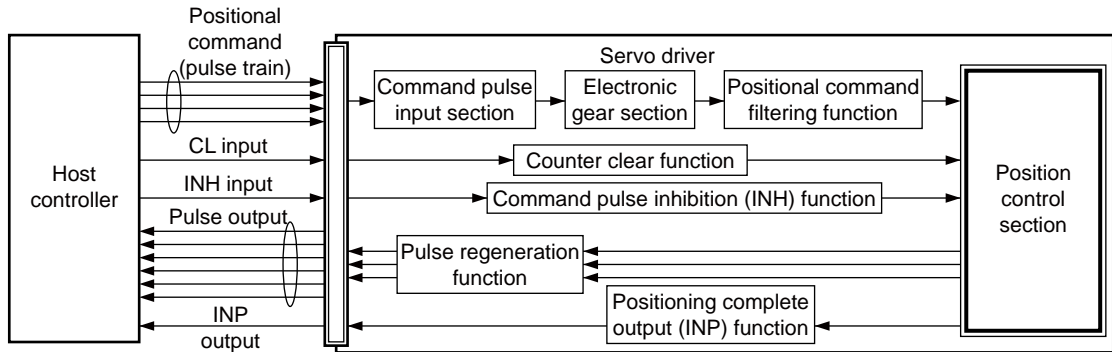 Positional
command
(pulse train)
Servo driver
Command pulse
input section
Electronic
gear section
Positional command
filtering function
CL input
Counter clear function
Host
controller
INH input
Command pulse inhibition (INH) function
Position
control
section
Pulse output
Pulse regeneration
function
Positioning complete
output (INP) function
INP
output